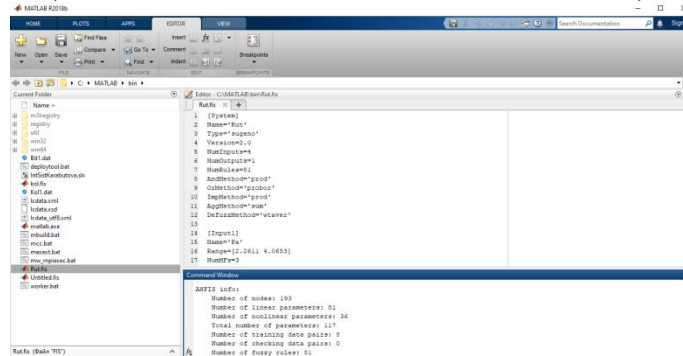 MATLAB R2018b
HOME PLOTS APPS EDITOR VIEW
Search Documentation
New Open Save Find Files Compare Print Go To Find Insert fx Comment Indent Breakpoints
FILE NAVIGATE EDIT BREAKPOINTS
C: MATLAB bin
Current Folder
Name
m3iregistry
registry
util
win32
win64
Bit1.dat
deploytool.bat
IntSistKarabutova.slx
kol.fis
Kol1.dat
lcdata.xml
lcdata.xsd
lcdata_utf8.xml
matlab.exe
mbuild.bat
mcc.bat
mexext.bat
mw_mpiexec.bat
Rut.fis
Untitled.fis
worker.bat
Rut.fis (Файл "FIS")
Editor - C:\MATLAB\bin\Rut.fis
Rut.fis
1 [System]
2 Name='Rut'
3 Type='sugeno'
4 Version=2.0
5 NumInputs=4
6 NumOutputs=1
7 NumRules=81
8 AndMethod='prod'
9 OrMethod='probor'
10 ImpMethod='prod'
11 AggMethod='sum'
12 DefuzzMethod='wtaver'
13
14 [Input1]
15 Name='Pa'
16 Range=[2.2611 4.0653]
17 NumMFs=3
Command Window
ANFIS info:
Number of nodes: 193
Number of linear parameters: 81
Number of nonlinear parameters: 36
Total number of parameters: 117
Number of training data pairs: 8
Number of checking data pairs: 0
fx Number of fuzzy rules: 81